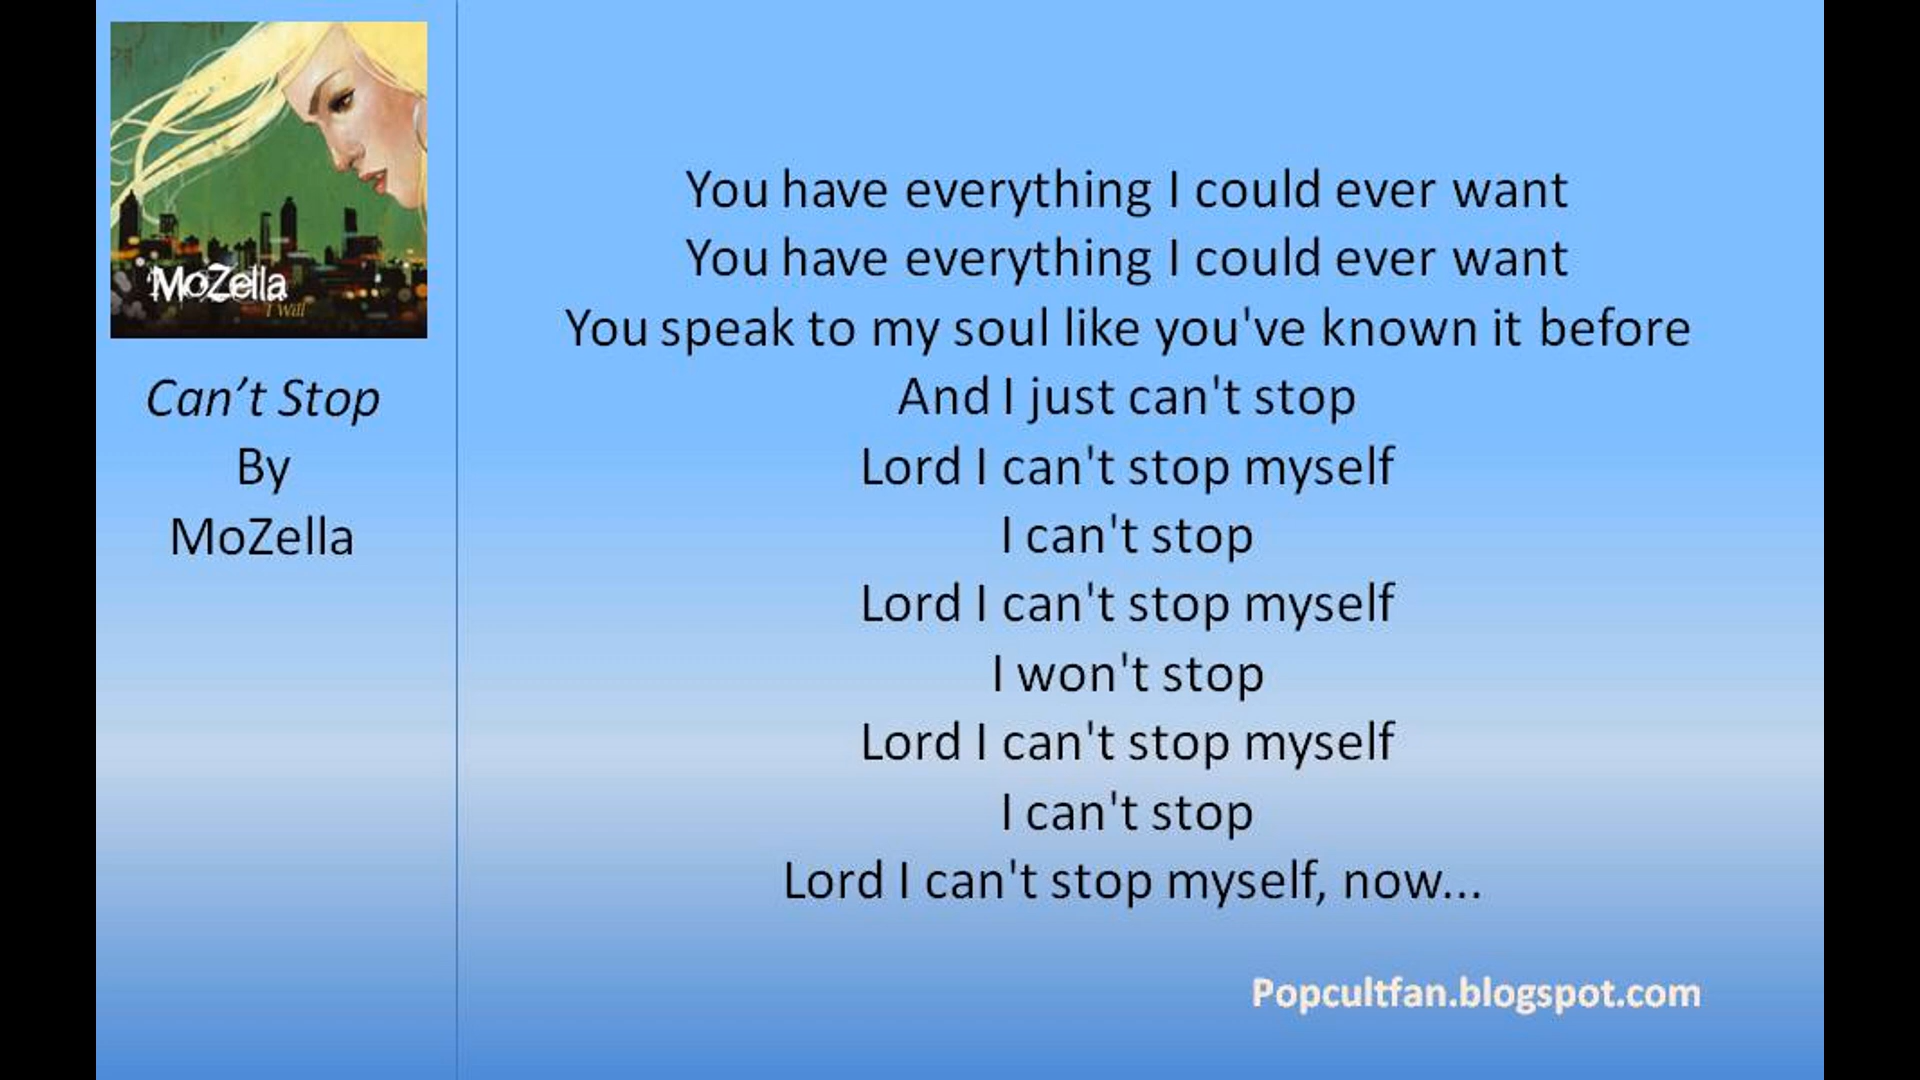 MoZella
I Will
Can’t Stop
By
MoZella
You have everything I could ever want
You have everything I could ever want
You speak to my soul like you've known it before
And I just can't stop
Lord I can't stop myself
I can't stop
Lord I can't stop myself
I won't stop
Lord I can't stop myself
I can't stop
Lord I can't stop myself, now...
Popcultfan.blogspot.com